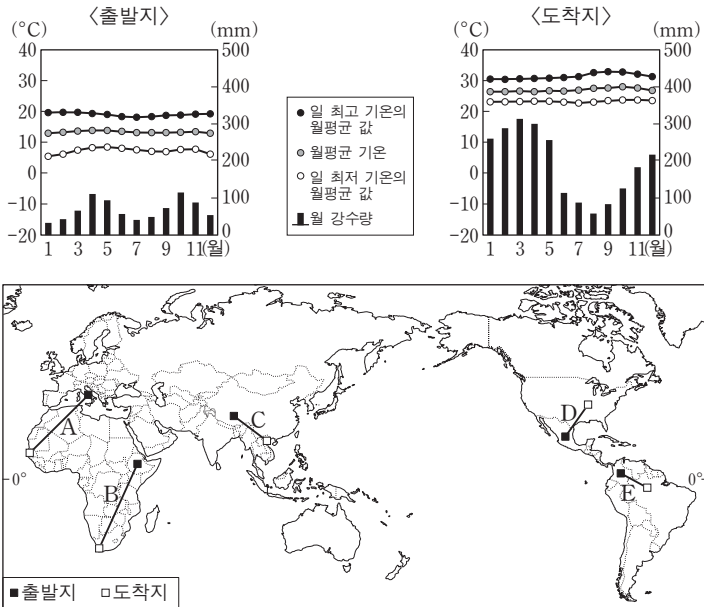 〈출발지〉
(°C)
(mm)
40
30
20
10
0
−10
−20
500
400
300
200
100
0
1 3 5 7 9 11(월)
일 최고 기온의
월평균 값
월평균 기온
일 최저 기온의
월평균 값
월 강수량
〈도착지〉
(°C)
(mm)
40
30
20
10
0
−10
−20
500
400
300
200
100
0
1 3 5 7 9 11(월)
A
B
C
D
E
0°
0°
■출발지 □도착지